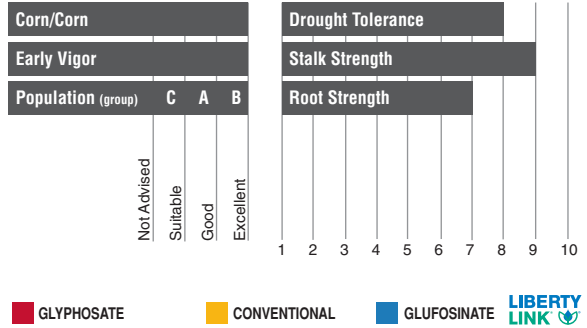 Corn/Corn
Early Vigor
Population (group) C A B
Not Advised
Suitable
Good
Excellent
Drought Tolerance
Stalk Strength
Root Strength
1 2 3 4 5 6 7 8 9 10
GLYPHOSATE CONVENTIONAL GLUFOSINATE LIBERTY
LINK